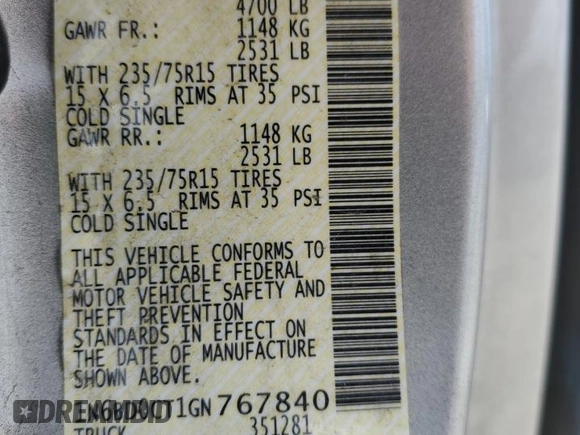 4700 LB
GAWR FR.: 1148 KG
2531 LB
WITH 235/75R15 TIRES
15 X 6.5 RIMS AT 35 PSI
COLD SINGLE
GAWR RR.: 1148 KG
2531 LB
WITH 235/75R15 TIRES
15 X 6.5 RIMS AT 35 PSI
COLD SINGLE
THIS VEHICLE CONFORMS TO
ALL APPLICABLE FEDERAL
MOTOR VEHICLE SAFETY AND
THEFT PREVENTION
STANDARDS IN EFFECT ON
THE DATE OF MANUFACTURE
SHOWN ABOVE.
1N6BD0CT1GN767840
TRUCK 351281